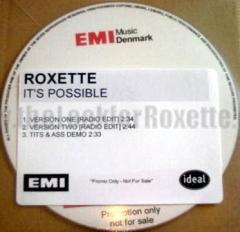 EMI Music
Denmark
ROXETTE
IT'S POSSIBLE
1. VERSION ONE [RADIO EDIT] 2:34
2. VERSION TWO [RADIO EDIT] 2:44
3. TITS & ASS DEMO 2:33
EMI
"Promo Only - Not For Sale"
ideal
Promotion only
not for sale